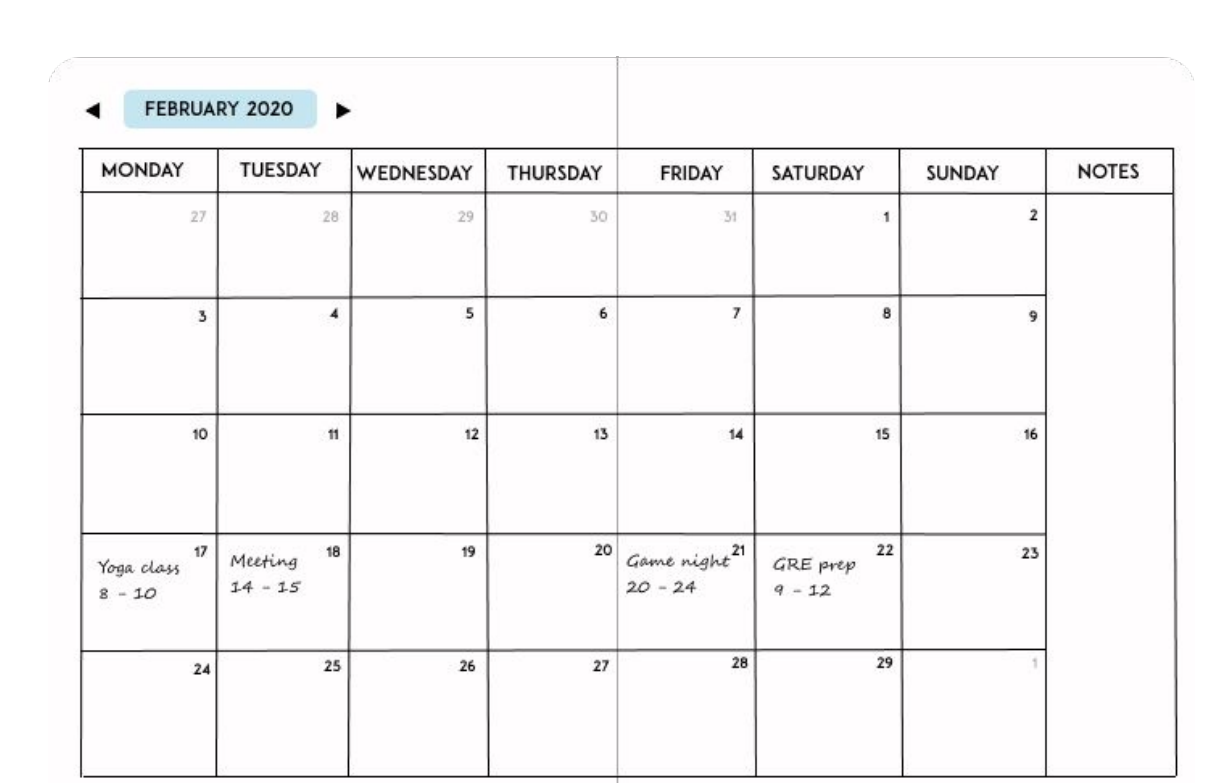 FEBRUARY 2020
MONDAY TUESDAY WEDNESDAY THURSDAY FRIDAY SATURDAY SUNDAY NOTES
27 28 29 30 31 1 2
3 4 5 6 7 8 9
10 11 12 13 14 15 16
17 18 19 20 21 22 23
Yoga class Meeting Game night GRE prep
8 - 10 14 - 15 20 - 24 9 - 12
24 25 26 27 28 29 1